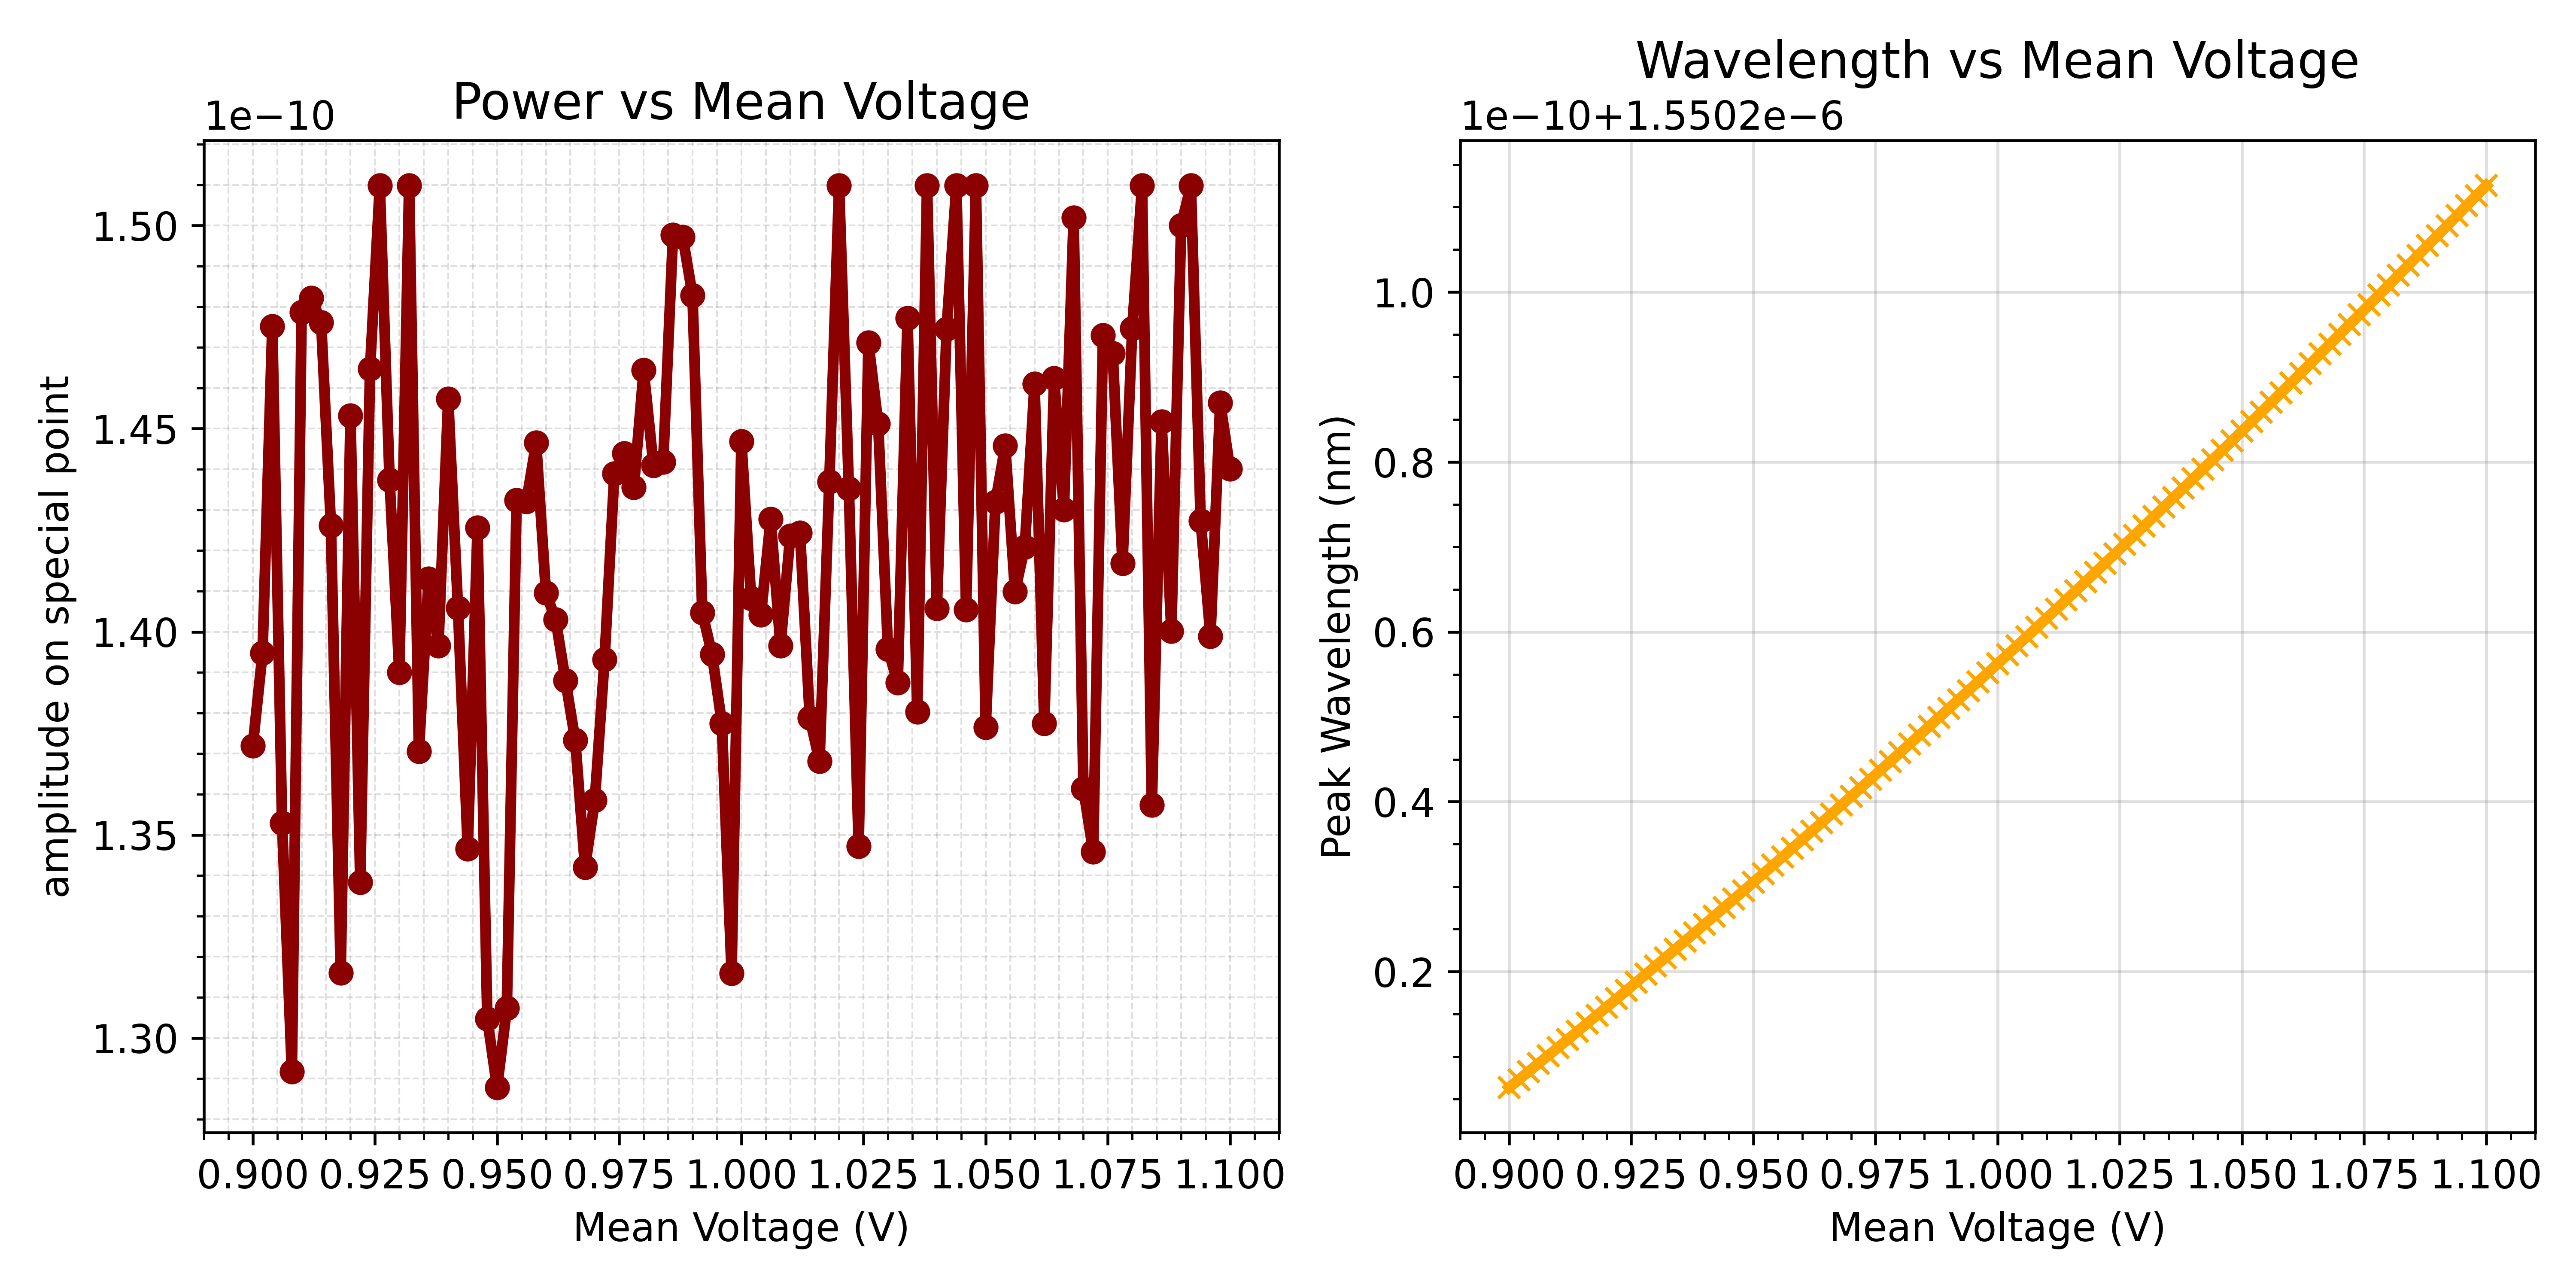 Power vs Mean Voltage
1e−10
amplitude on special point
1.50
1.45
1.40
1.35
1.30
0.900 0.925 0.950 0.975 1.000 1.025 1.050 1.075 1.100
Mean Voltage (V)
Wavelength vs Mean Voltage
1e−10+1.5502e−6
Peak Wavelength (nm)
1.0
0.8
0.6
0.4
0.2
0.900 0.925 0.950 0.975 1.000 1.025 1.050 1.075 1.100
Mean Voltage (V)